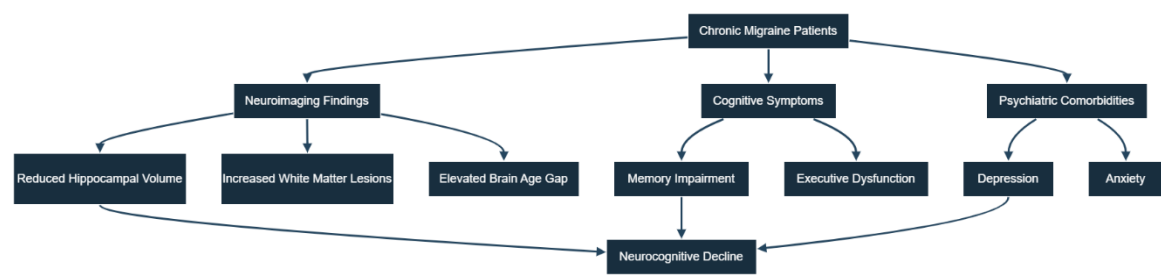 Chronic Migraine Patients
Neuroimaging Findings
Cognitive Symptoms
Psychiatric Comorbidities
Reduced Hippocampal Volume
Increased White Matter Lesions
Elevated Brain Age Gap
Memory Impairment
Executive Dysfunction
Depression
Anxiety
Neurocognitive Decline